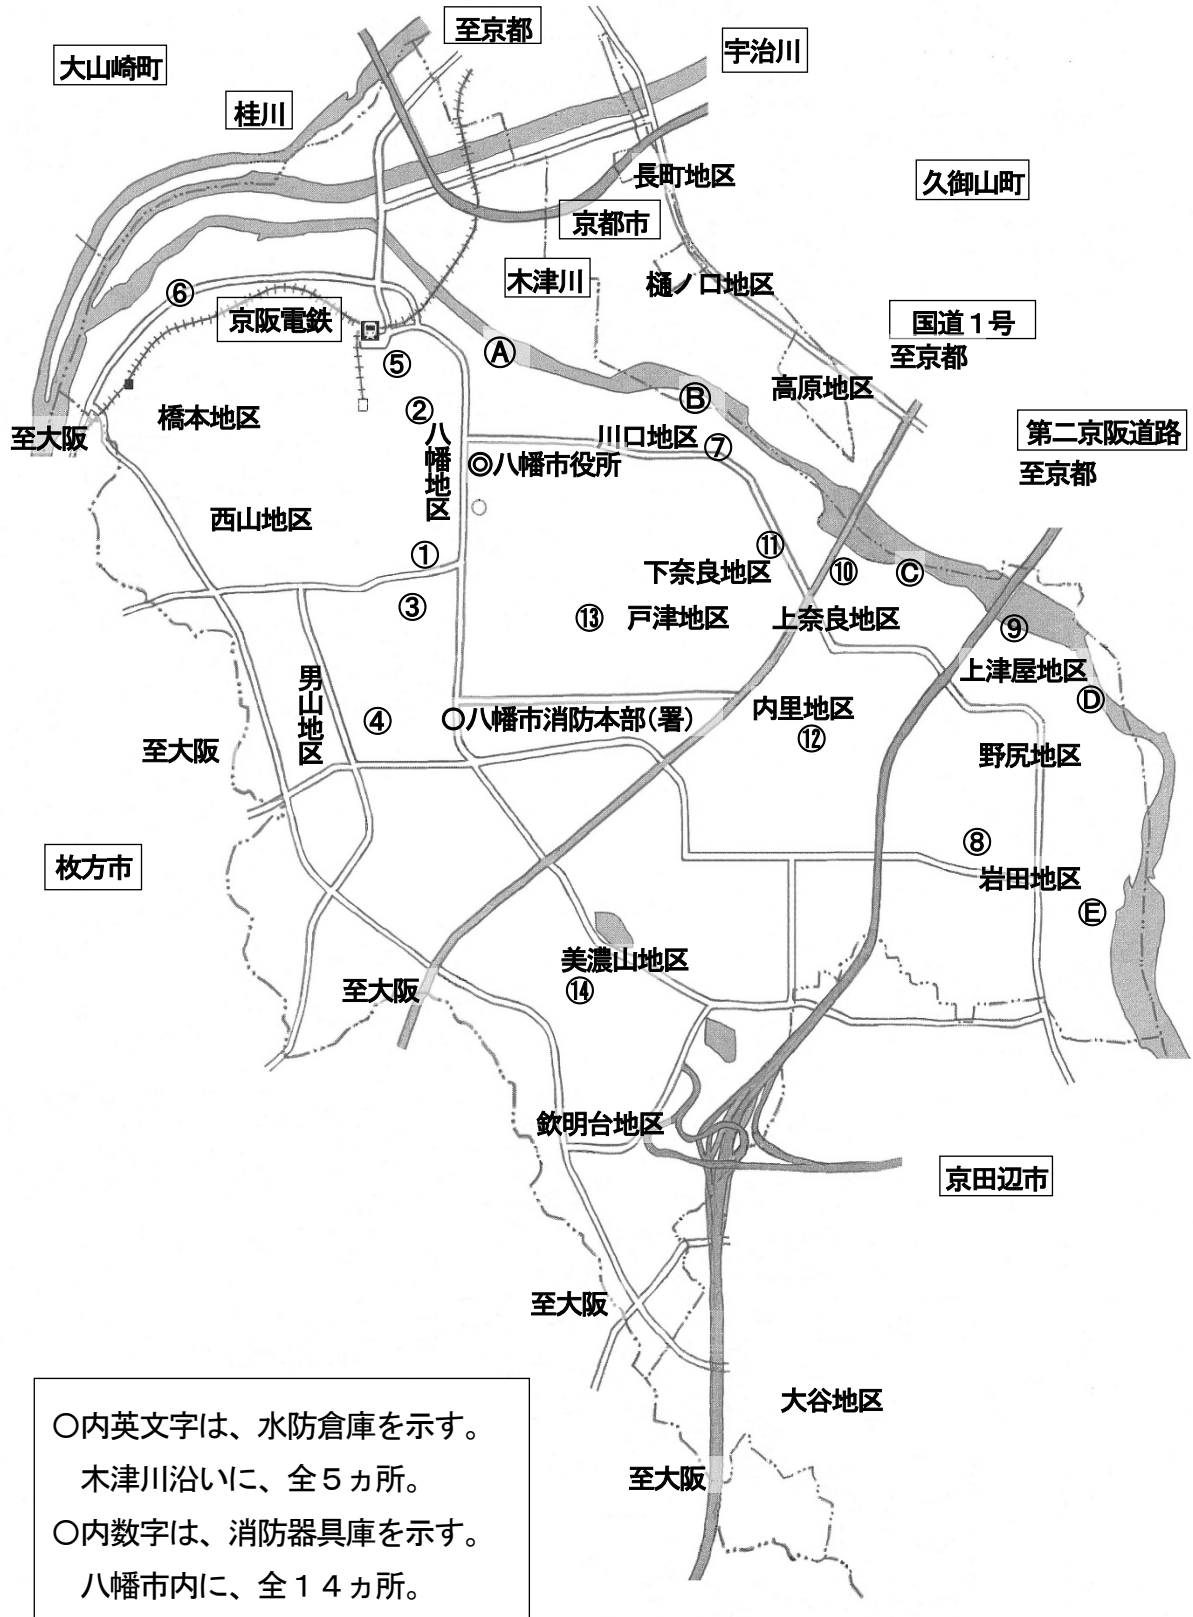 至京都
大山崎町
宇治川
桂川
長町地区
久御山町
京都市
木津川
樋ノ口地区
⑥
京阪電鉄
国道１号
至京都
Ⓐ
⑤
高原地区
Ⓑ
橋本地区
②
至大阪
八幡地区
川口地区
⑦
第二京阪道路
至京都
◎八幡市役所
西山地区
①
⑪
下奈良地区
⑩
Ⓒ
③
⑬
戸津地区
上奈良地区
⑨
上津屋地区
男山地区
④
○八幡市消防本部（署）
内里地区
⑫
Ⓓ
至大阪
野尻地区
⑧
枚方市
岩田地区
Ⓔ
美濃山地区
⑭
至大阪
欽明台地区
京田辺市
至大阪
大谷地区
至大阪
○内英文字は、水防倉庫を示す。
木津川沿いに、全５ヵ所。
○内数字は、消防器具庫を示す。
八幡市内に、全１４ヵ所。